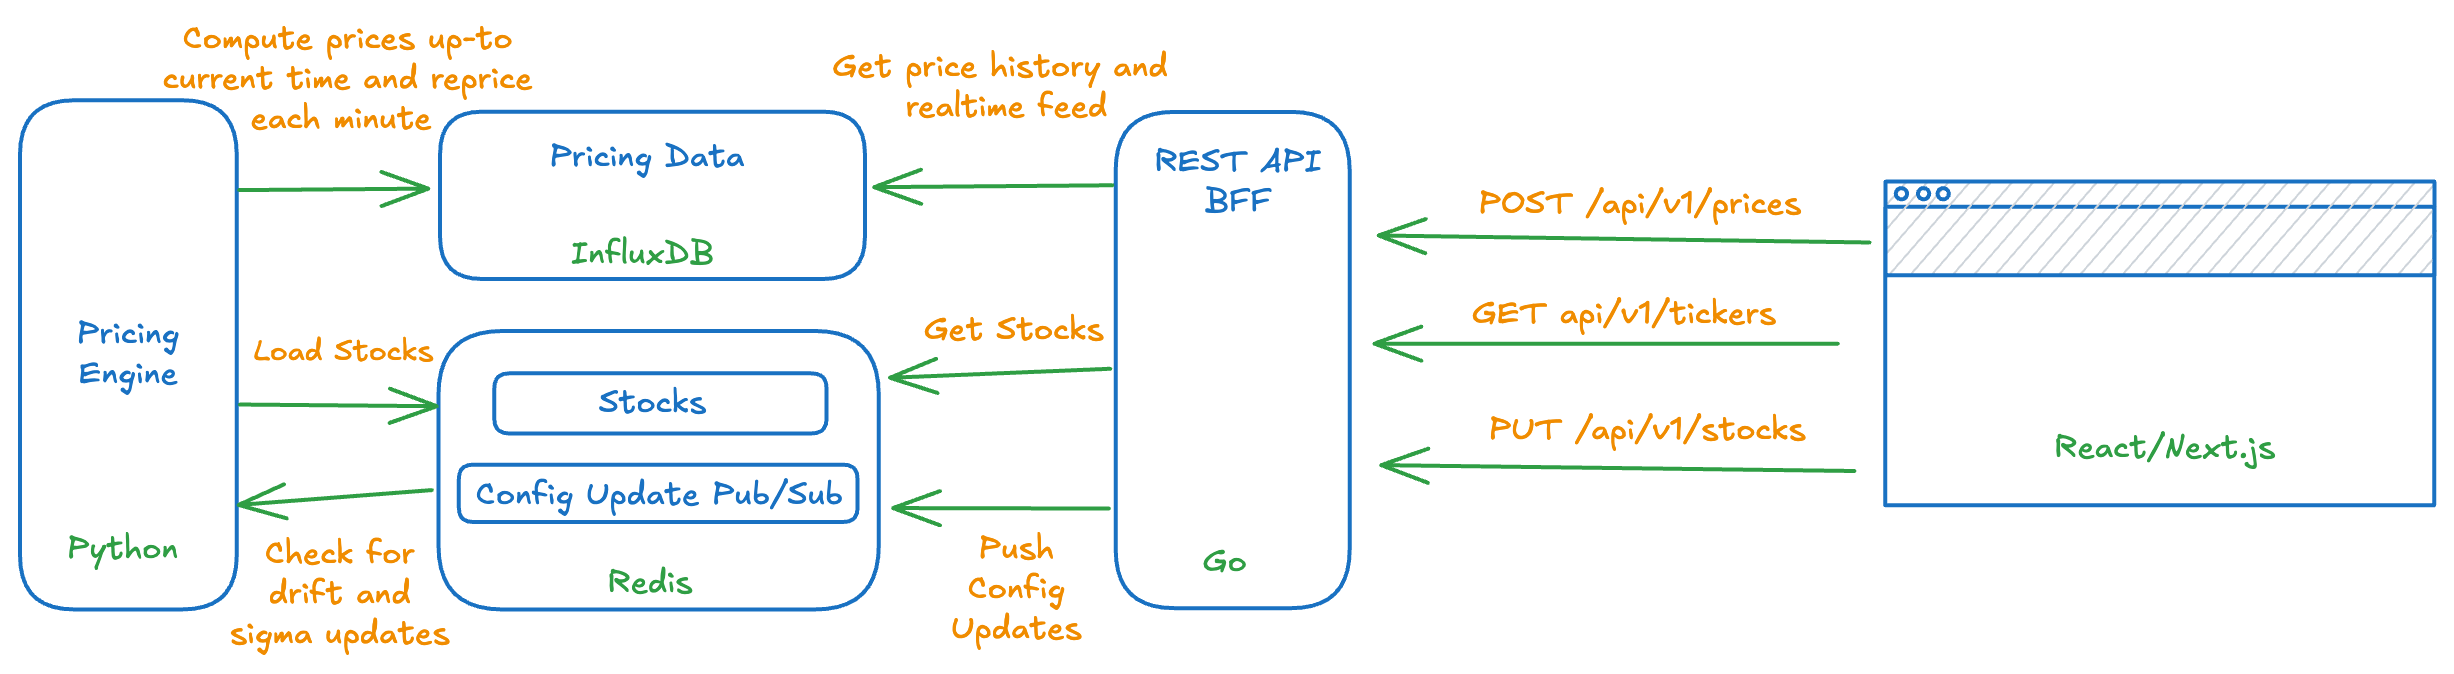 Compute prices up-to
current time and reprice
each minute
Get price history and
realtime feed
Pricing Data
InfluxDB
REST API
BFF
POST /api/v1/prices
GET api/v1/tickers
PUT /api/v1/stocks
React/Next.js
Pricing
Engine
Python
Load Stocks
Get Stocks
Stocks
Config Update Pub/Sub
Redis
Check for
drift and
sigma updates
Push
Config
Updates
Go